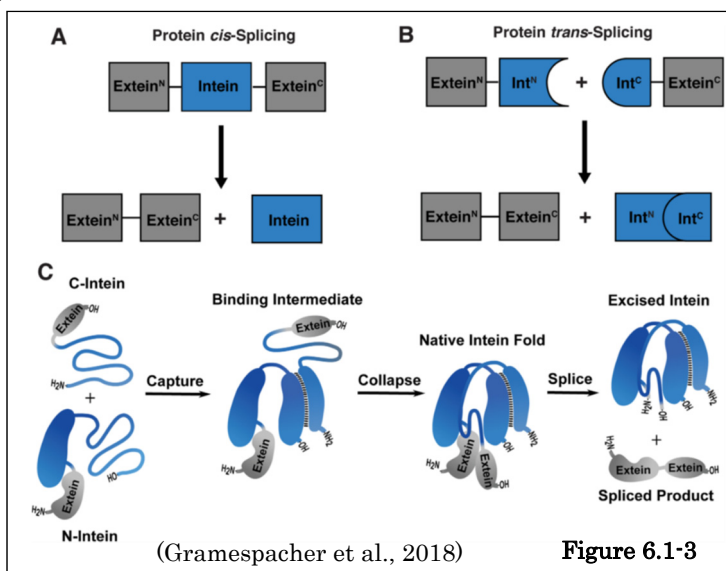 A
Protein cis-Splicing
Extein^N
Intein
Extein^C
Extein^N
Extein^C
+
Intein
B
Protein trans-Splicing
Extein^N
Int^N
+
Int^C
Extein^C
Extein^N
Extein^C
+
Int^N
Int^C
C
C-Intein
Extein
OH
H₂N
+
Extein
H₂N
HO
N-Intein
Capture
Binding Intermediate
Extein
OH
Extein
H₂N
OH
NH₂
Collapse
Native Intein Fold
Extein
Extein
H₂N
OH
OH
NH₂
Splice
Excised Intein
H₂N
OH
OH
NH₂
+
H₂N
Extein
Extein
OH
Spliced Product
(Gramespacher et al., 2018)
Figure 6.1-3